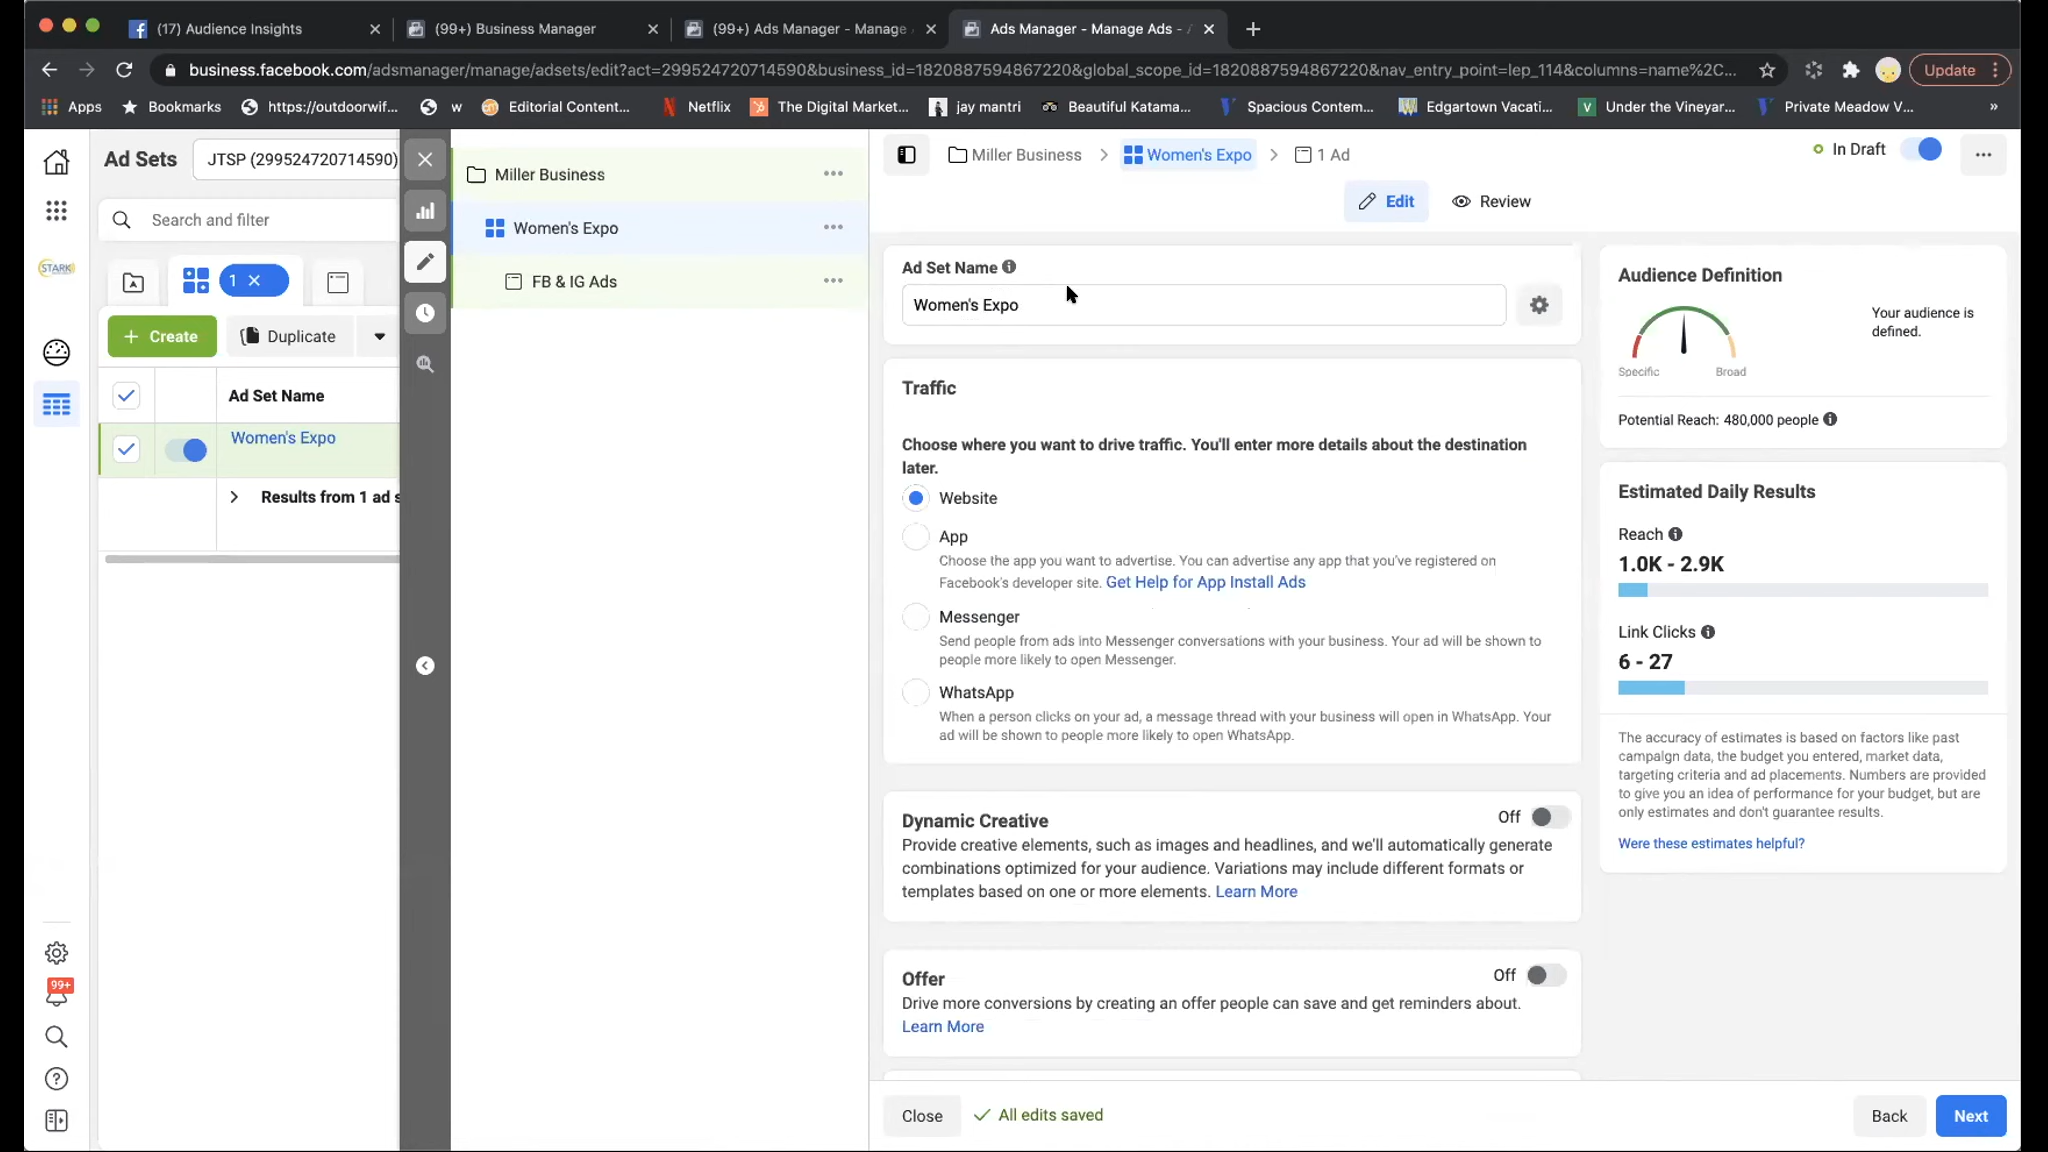 (17) Audience Insights
(99+) Business Manager
(99+) Ads Manager - Manage
Ads Manager - Manage Ads -
business.facebook.com/adsmanager/manage/adsets/edit?act=299524720714590&business_id=1820887594867220&global_scope_id=1820887594867220&nav_entry_point=lep_114&columns=name%2C...
Update
Apps
Bookmarks
https://outdoorwif...
w
Editorial Content...
Netflix
The Digital Market...
jay mantri
Beautiful Katama...
Spacious Contem...
Edgartown Vacati...
Under the Vineyar...
Private Meadow V...
»
Ad Sets
JTSP (299524720714590)
Search and filter
STARK
1
Create
Duplicate
Ad Set Name
Women's Expo
Results from 1 ad s
99+
Miller Business
Women's Expo
FB & IG Ads
Miller Business
Women's Expo
1 Ad
In Draft
Edit
Review
Ad Set Name
Women's Expo
Traffic
Choose where you want to drive traffic. You'll enter more details about the destination
later.
Website
App
Choose the app you want to advertise. You can advertise any app that you've registered on
Facebook's developer site. Get Help for App Install Ads
Messenger
Send people from ads into Messenger conversations with your business. Your ad will be shown to
people more likely to open Messenger.
WhatsApp
When a person clicks on your ad, a message thread with your business will open in WhatsApp. Your
ad will be shown to people more likely to open WhatsApp.
Dynamic Creative
Off
Provide creative elements, such as images and headlines, and we'll automatically generate
combinations optimized for your audience. Variations may include different formats or
templates based on one or more elements. Learn More
Offer
Off
Drive more conversions by creating an offer people can save and get reminders about.
Learn More
Close
All edits saved
Back
Next
Audience Definition
Your audience is
defined.
Specific
Broad
Potential Reach: 480,000 people
Estimated Daily Results
Reach
1.0K - 2.9K
Link Clicks
6 - 27
The accuracy of estimates is based on factors like past
campaign data, the budget you entered, market data,
targeting criteria and ad placements. Numbers are provided
to give you an idea of performance for your budget, but are
only estimates and don't guarantee results.
Were these estimates helpful?